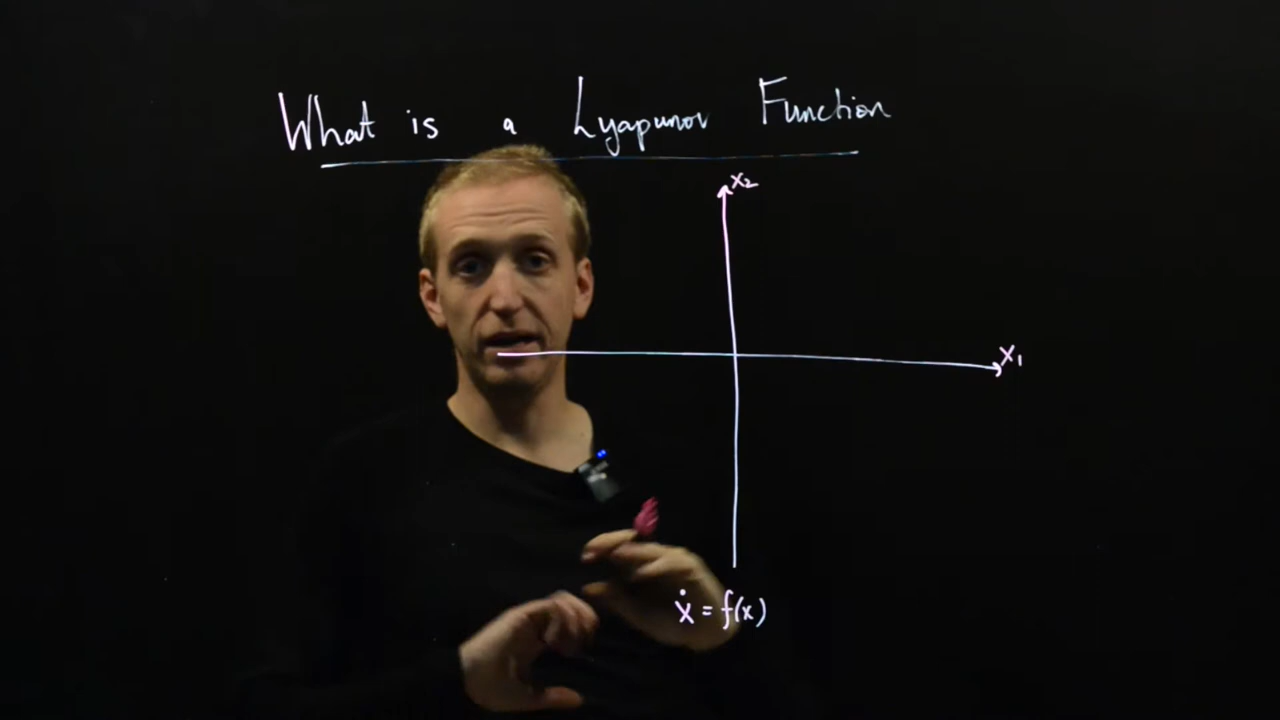 What is a Lyapunov Function
x₂
x₁
ẋ = f(x)